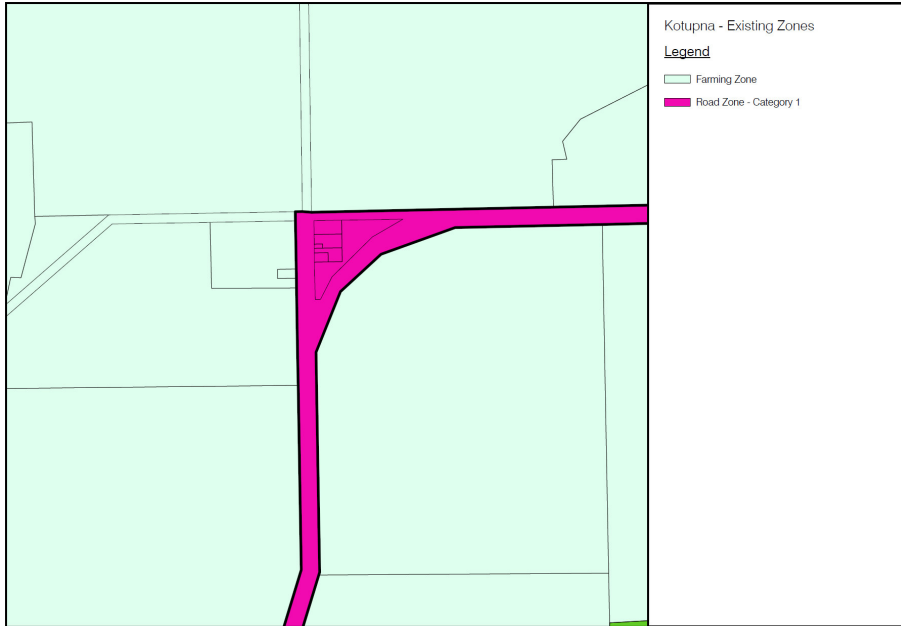 Kotupna - Existing Zones
Legend
Farming Zone
Road Zone - Category 1